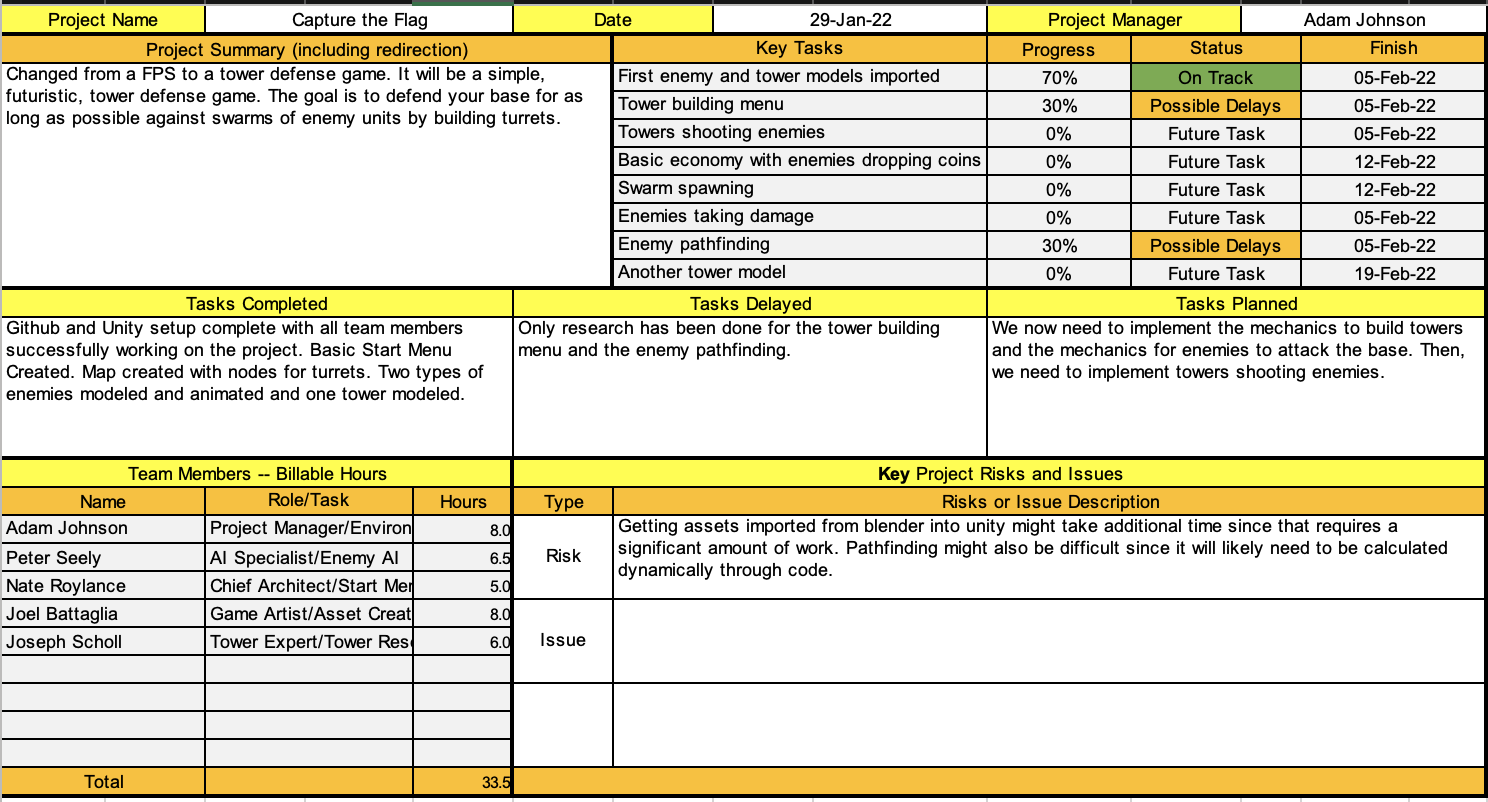 Project Name Capture the Flag Date 29-Jan-22 Project Manager Adam Johnson
Project Summary (including redirection) Key Tasks Progress Status Finish
Changed from a FPS to a tower defense game. It will be a simple,
futuristic, tower defense game. The goal is to defend your base for as
long as possible against swarms of enemy units by building turrets.
First enemy and tower models imported 70% On Track 05-Feb-22
Tower building menu 30% Possible Delays 05-Feb-22
Towers shooting enemies 0% Future Task 05-Feb-22
Basic economy with enemies dropping coins 0% Future Task 12-Feb-22
Swarm spawning 0% Future Task 12-Feb-22
Enemies taking damage 0% Future Task 05-Feb-22
Enemy pathfinding 30% Possible Delays 05-Feb-22
Another tower model 0% Future Task 19-Feb-22
Tasks Completed
Github and Unity setup complete with all team members
successfully working on the project. Basic Start Menu
Created. Map created with nodes for turrets. Two types of
enemies modeled and animated and one tower modeled.
Tasks Delayed
Only research has been done for the tower building
menu and the enemy pathfinding.
Tasks Planned
We now need to implement the mechanics to build towers
and the mechanics for enemies to attack the base. Then,
we need to implement towers shooting enemies.
Team Members -- Billable Hours
Name Role/Task Hours
Adam Johnson Project Manager/Environ 8.0
Peter Seely AI Specialist/Enemy AI 6.5
Nate Roylance Chief Architect/Start Men 5.0
Joel Battaglia Game Artist/Asset Creat 8.0
Joseph Scholl Tower Expert/Tower Rese 6.0
Total 33.5
Key Project Risks and Issues
Type Risks or Issue Description
Risk
Getting assets imported from blender into unity might take additional time since that requires a
significant amount of work. Pathfinding might also be difficult since it will likely need to be calculated
dynamically through code.
Issue